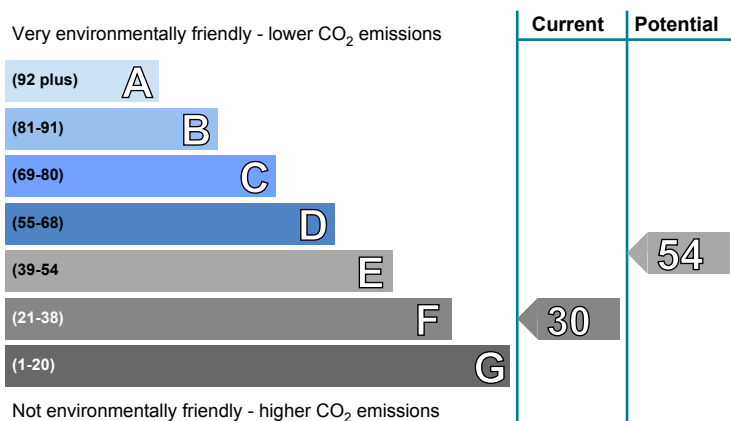 Very environmentally friendly - lower CO2 emissions
Current
Potential
(92 plus) A
(81-91) B
(69-80) C
(55-68) D
(39-54 E
54
(21-38) F
30
(1-20) G
Not environmentally friendly - higher CO2 emissions